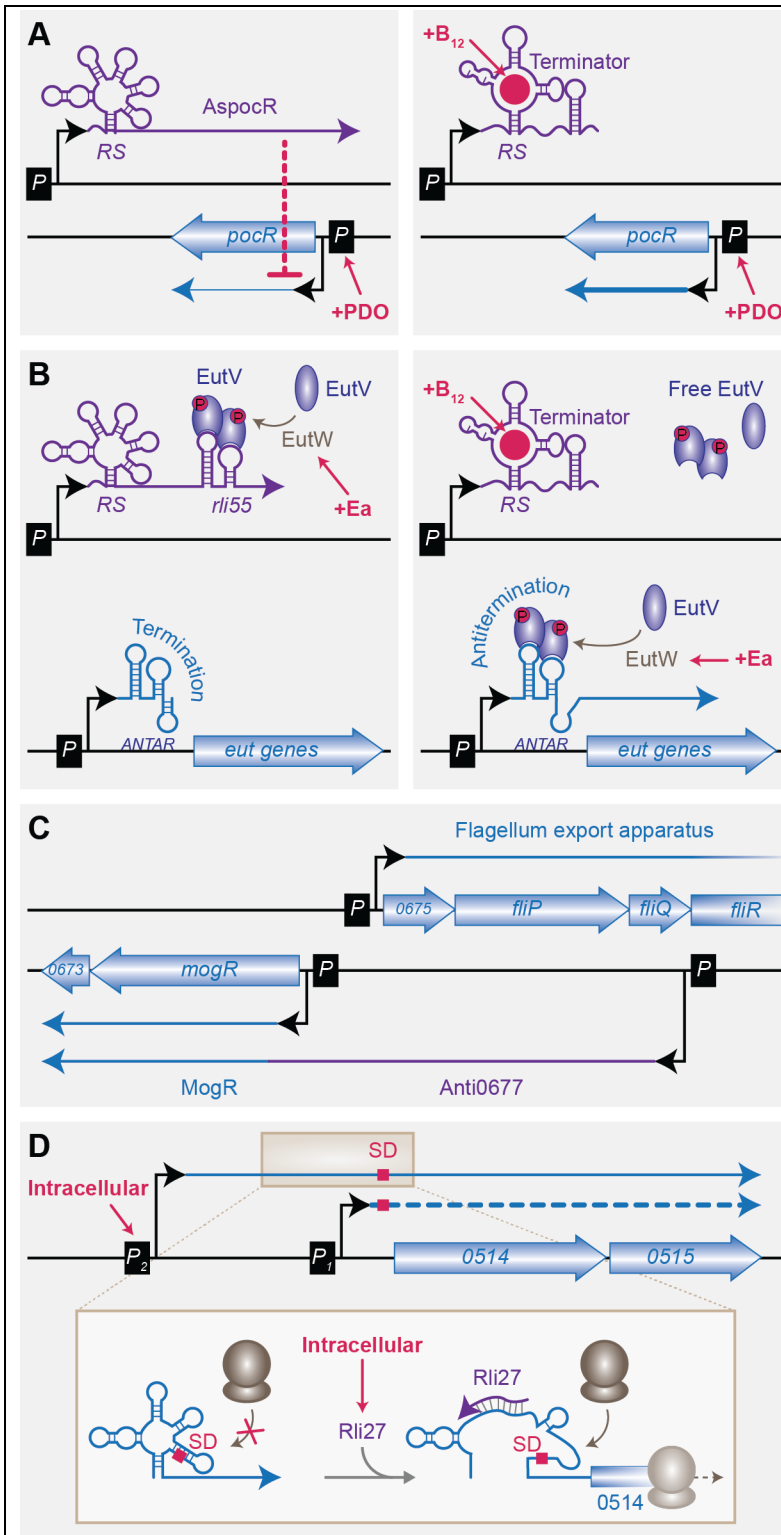 A
AspocR
RS
P
pocR
P
+PDO
+B12
Terminator
RS
P
pocR
P
+PDO
B
EutV
P
P
EutV
EutW
rli55
+Ea
RS
P
Termination
P
ANTAR
eut genes
+B12
Terminator
Free EutV
P
P
RS
P
Antitermination
P
P
EutV
EutW
+Ea
P
ANTAR
eut genes
C
Flagellum export apparatus
P
0675
fliP
fliQ
fliR
0673
mogR
P
P
MogR
Anti0677
D
SD
Intracellular
P2
P1
0514
0515
Intracellular
Rli27
SD
Rli27
SD
0514